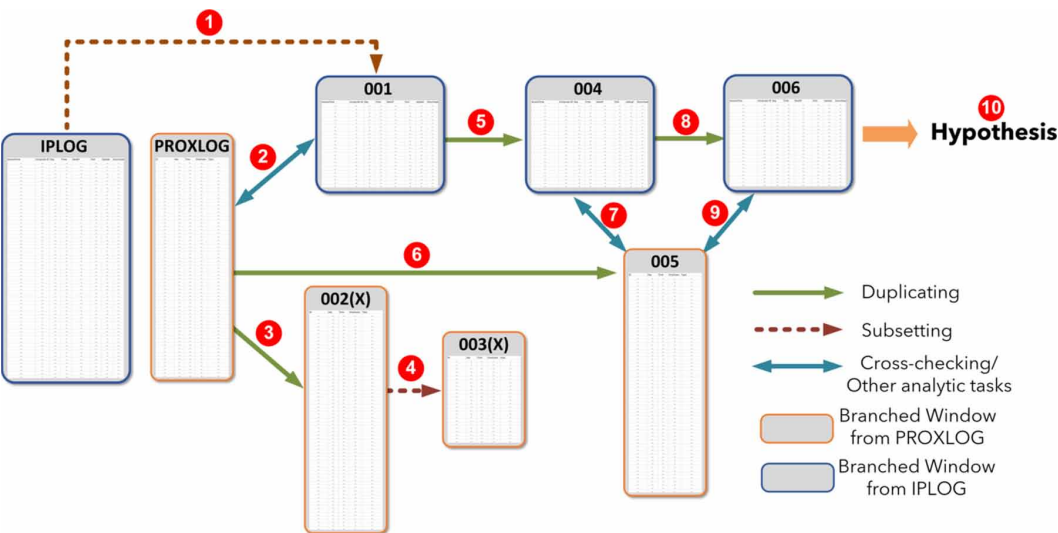 1
001
004
006
10
Hypothesis
IPLOG
PROXLOG
2
5
8
7
9
6
005
002(X)
3
003(X)
4
Duplicating
Subsetting
Cross-checking/
Other analytic tasks
Branched Window
from PROXLOG
Branched Window
from IPLOG